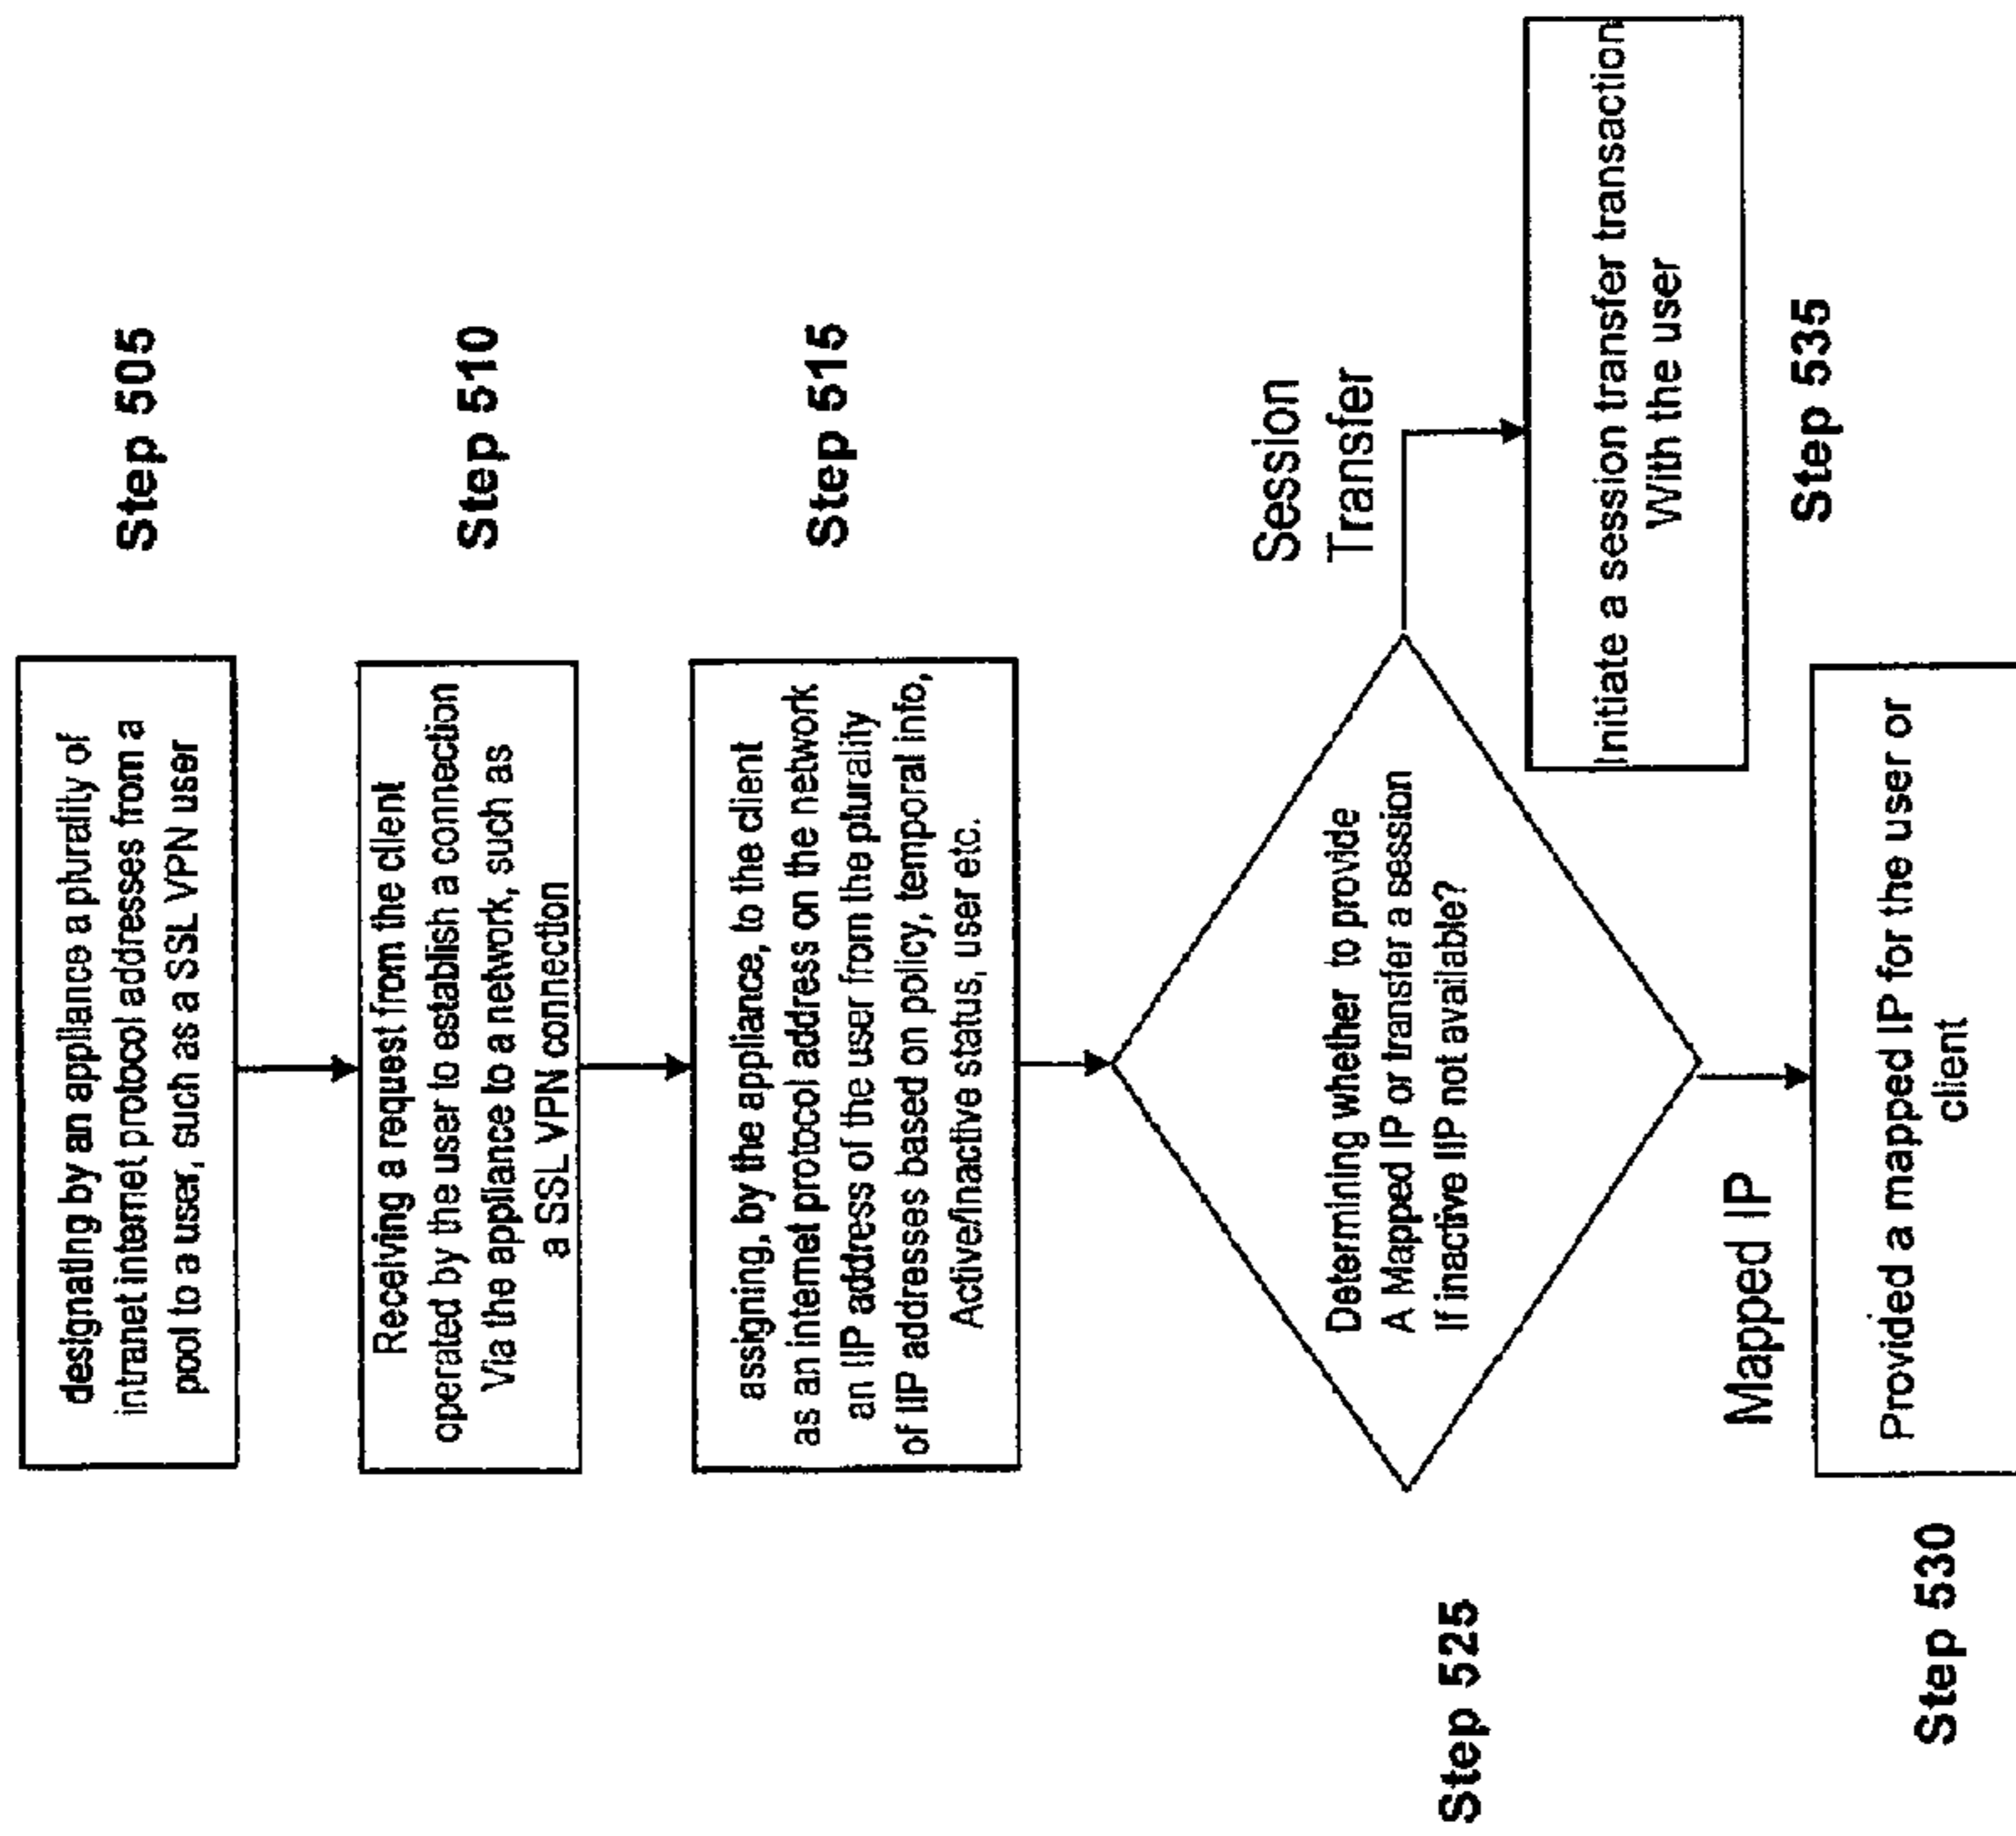 designating by an appliance a plurality of
intranet internet protocol addresses from a
pool to a user, such as a SSL VPN user
Step 505
Receiving a request from the client
operated by the user to establish a connection
Via the appliance to a network, such as
a SSL VPN connection
Step 510
assigning, by the appliance, to the client
as an internet protocol address on the network
an IIP address of the user from the plurality
of IIP addresses based on policy, temporal info,
Active/inactive status, user etc.
Step 515
Determining whether to provide
A Mapped IP or transfer a session
If inactive IIP not available?
Step 525
Session
Transfer
Initiate a session transfer transaction
With the user
Step 535
Mapped IP
Provided a mapped IP for the user or
client
Step 530